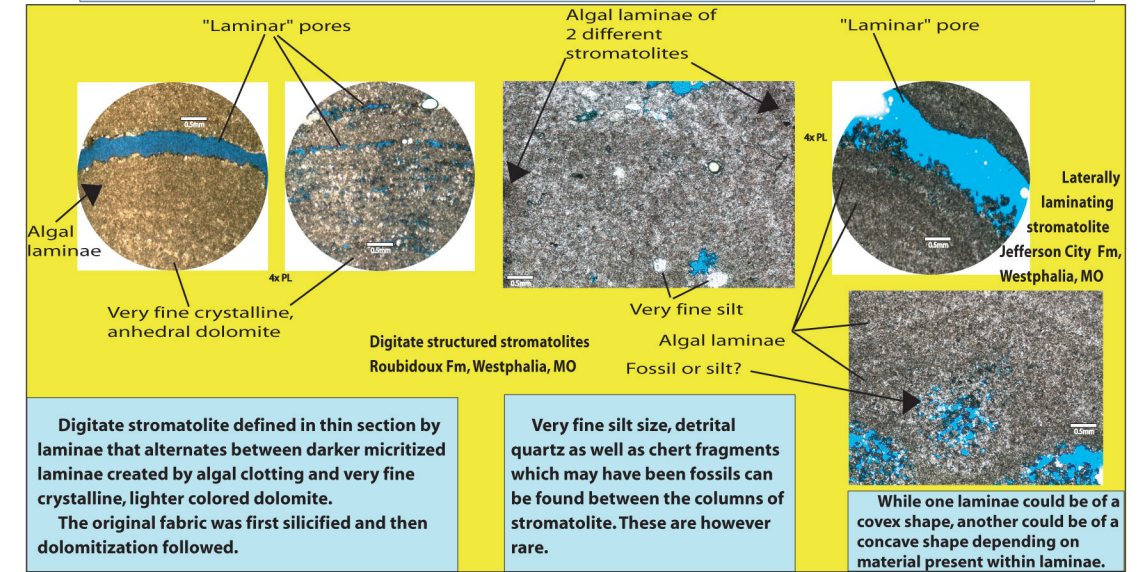 "Laminar" pores
Algal laminae of
2 different
stromatolites
"Laminar" pore
0.5mm
0.5mm
0.5mm
0.5mm
0.5mm
4x PL
4x PL
Algal
laminae
Very fine crystalline,
anhedral dolomite
Digitate structured stromatolites
Roubidoux Fm, Westphalia, MO
Very fine silt
Algal laminae
Fossil or silt?
Laterally
laminating
stromatolite
Jefferson City Fm,
Westphalia, MO
Digitate stromatolite defined in thin section by
laminae that alternates between darker micritized
laminae created by algal clotting and very fine
crystalline, lighter colored dolomite.
The original fabric was first silicified and then
dolomitization followed.
Very fine silt size, detrital
quartz as well as chert fragments
which may have been fossils can
be found between the columns of
stromatolite. These are however
rare.
While one laminae could be of a
covex shape, another could be of a
concave shape depending on
material present within laminae.